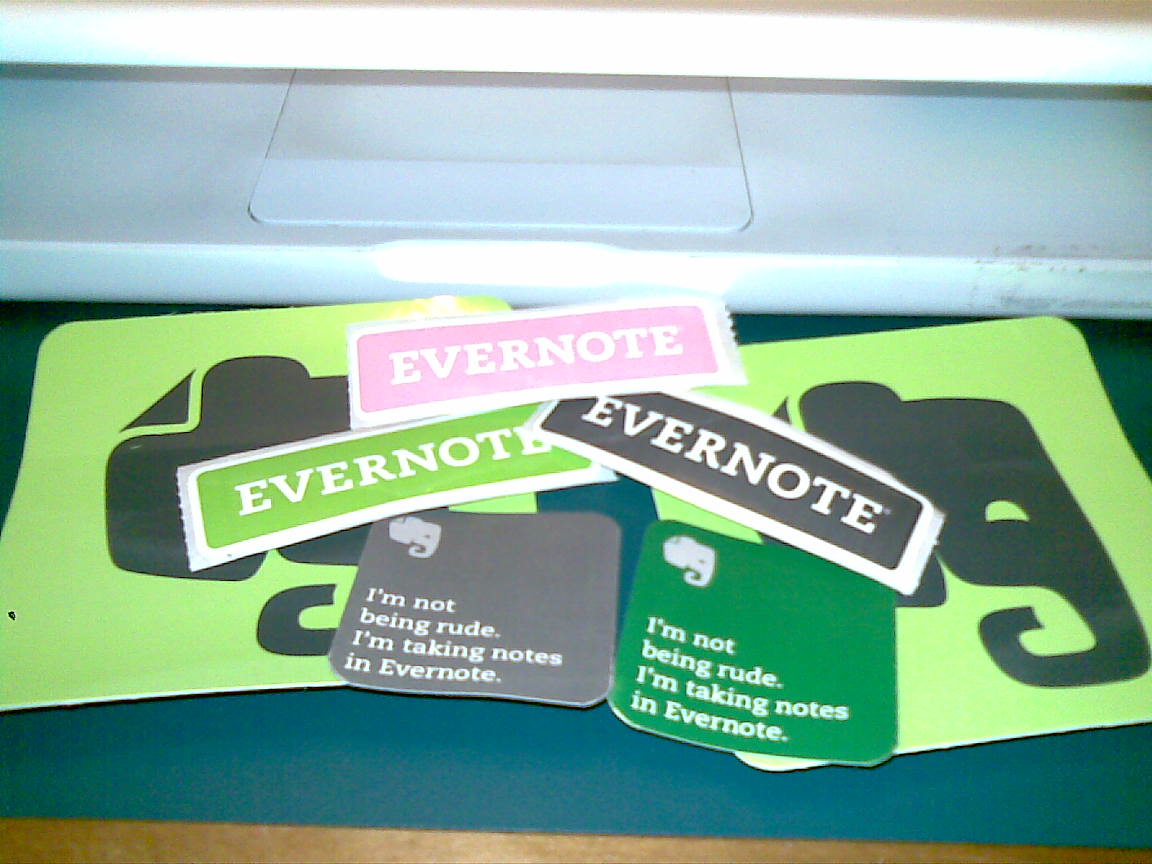 EVERNOTE
EVERNOTE
EVERNOTE®
I'm not
being rude.
I'm taking notes
in Evernote.
I'm not
being rude.
I'm taking notes
in Evernote.